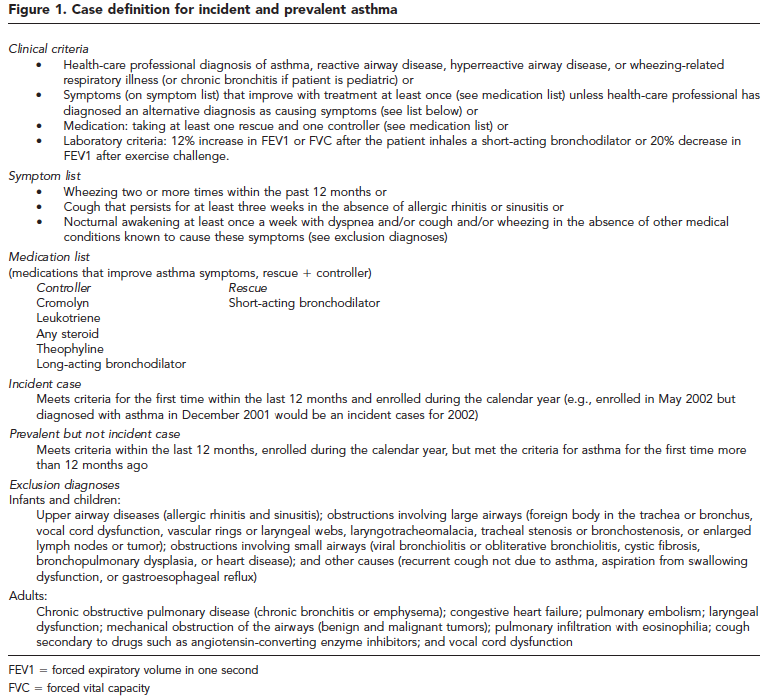 Figure 1. Case definition for incident and prevalent asthma
Clinical criteria
• Health-care professional diagnosis of asthma, reactive airway disease, hyperreactive airway disease, or wheezing-related
respiratory illness (or chronic bronchitis if patient is pediatric) or
• Symptoms (on symptom list) that improve with treatment at least once (see medication list) unless health-care professional has
diagnosed an alternative diagnosis as causing symptoms (see list below) or
• Medication: taking at least one rescue and one controller (see medication list) or
• Laboratory criteria: 12% increase in FEV1 or FVC after the patient inhales a short-acting bronchodilator or 20% decrease in
FEV1 after exercise challenge.
Symptom list
• Wheezing two or more times within the past 12 months or
• Cough that persists for at least three weeks in the absence of allergic rhinitis or sinusitis or
• Nocturnal awakening at least once a week with dyspnea and/or cough and/or wheezing in the absence of other medical
conditions known to cause these symptoms (see exclusion diagnoses)
Medication list
(medications that improve asthma symptoms, rescue + controller)
Controller Rescue
Cromolyn Short-acting bronchodilator
Leukotriene
Any steroid
Theophyline
Long-acting bronchodilator
Incident case
Meets criteria for the first time within the last 12 months and enrolled during the calendar year (e.g., enrolled in May 2002 but
diagnosed with asthma in December 2001 would be an incident cases for 2002)
Prevalent but not incident case
Meets criteria within the last 12 months, enrolled during the calendar year, but met the criteria for asthma for the first time more
than 12 months ago
Exclusion diagnoses
Infants and children:
Upper airway diseases (allergic rhinitis and sinusitis); obstructions involving large airways (foreign body in the trachea or bronchus,
vocal cord dysfunction, vascular rings or laryngeal webs, laryngotracheomalacia, tracheal stenosis or bronchostenosis, or enlarged
lymph nodes or tumor); obstructions involving small airways (viral bronchiolitis or obliterative bronchiolitis, cystic fibrosis,
bronchopulmonary dysplasia, or heart disease); and other causes (recurrent cough not due to asthma, aspiration from swallowing
dysfunction, or gastroesophageal reflux)
Adults:
Chronic obstructive pulmonary disease (chronic bronchitis or emphysema); congestive heart failure; pulmonary embolism; laryngeal
dysfunction; mechanical obstruction of the airways (benign and malignant tumors); pulmonary infiltration with eosinophilia; cough
secondary to drugs such as angiotensin-converting enzyme inhibitors; and vocal cord dysfunction
FEV1 = forced expiratory volume in one second
FVC = forced vital capacity